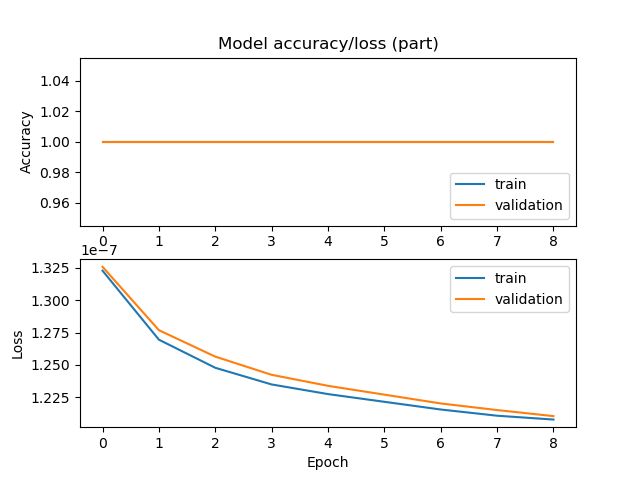 Model accuracy/loss (part)
Accuracy
1.04
1.02
1.00
0.98
0.96
train
validation
0 1 2 3 4 5 6 7 8
1e−7
Loss
1.325
1.300
1.275
1.250
1.225
train
validation
0 1 2 3 4 5 6 7 8
Epoch